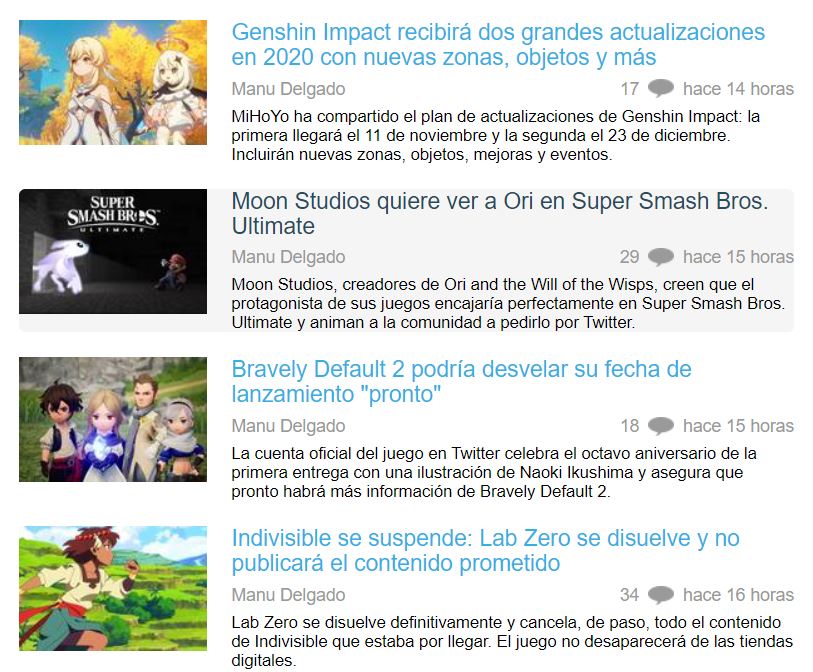 Genshin Impact recibirá dos grandes actualizaciones
en 2020 con nuevas zonas, objetos y más
Manu Delgado 17 hace 14 horas
MiHoYo ha compartido el plan de actualizaciones de Genshin Impact: la
primera llegará el 11 de noviembre y la segunda el 23 de diciembre.
Incluirán nuevas zonas, objetos, mejoras y eventos.
SUPER
SMASH BROS.
ULTIMATE
Moon Studios quiere ver a Ori en Super Smash Bros.
Ultimate
Manu Delgado 29 hace 15 horas
Moon Studios, creadores de Ori and the Will of the Wisps, creen que el
protagonista de sus juegos encajaría perfectamente en Super Smash Bros.
Ultimate y animan a la comunidad a pedirlo por Twitter.
Bravely Default 2 podría desvelar su fecha de
lanzamiento "pronto"
Manu Delgado 18 hace 15 horas
La cuenta oficial del juego en Twitter celebra el octavo aniversario de la
primera entrega con una ilustración de Naoki Ikushima y asegura que
pronto habrá más información de Bravely Default 2.
Indivisible se suspende: Lab Zero se disuelve y no
publicará el contenido prometido
Manu Delgado 34 hace 16 horas
Lab Zero se disuelve definitivamente y cancela, de paso, todo el contenido
de Indivisible que estaba por llegar. El juego no desaparecerá de las tiendas
digitales.